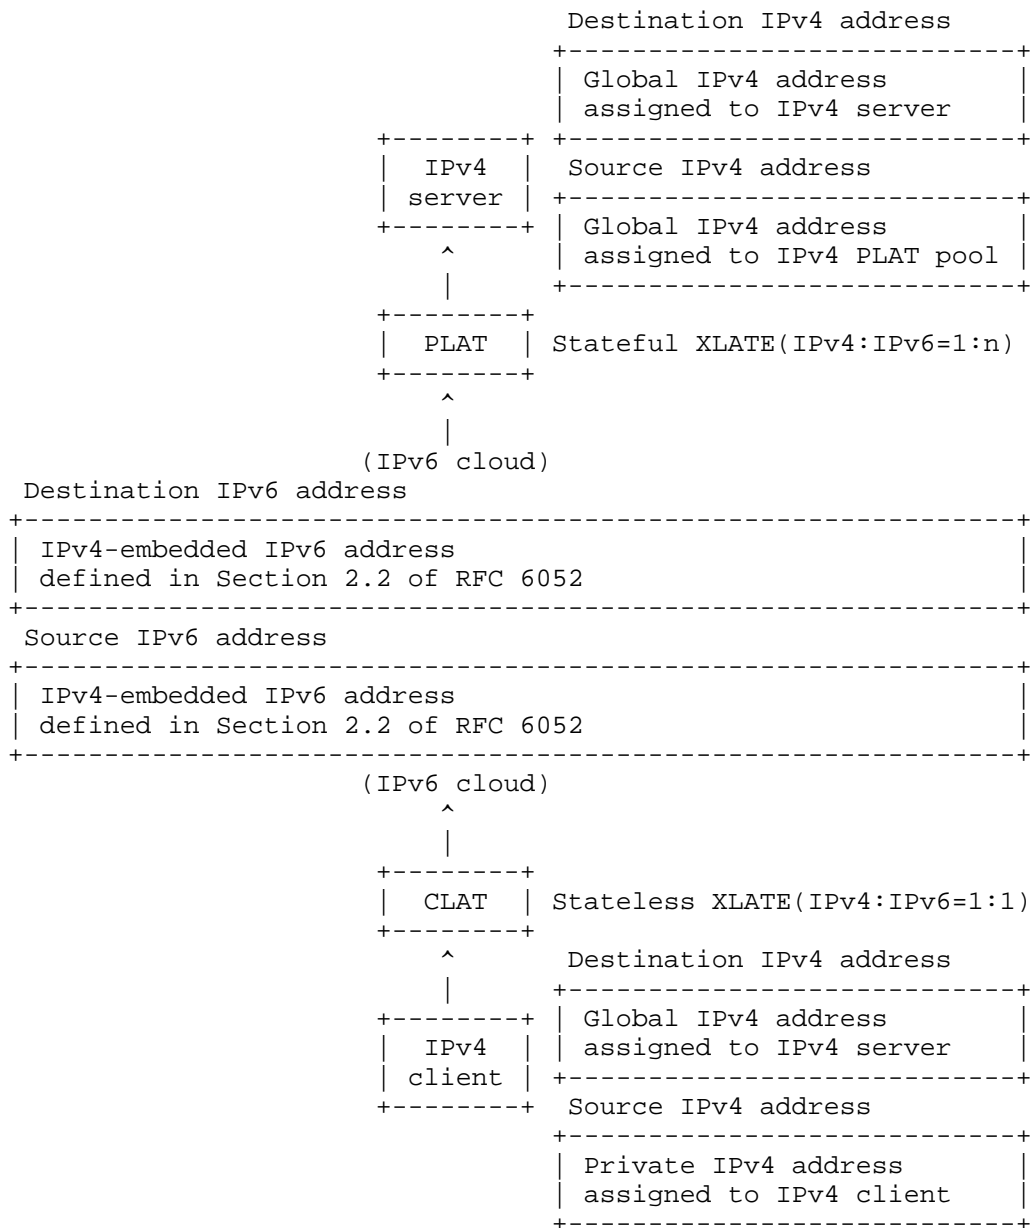 Destination IPv4 address
+----------------------------+
| Global IPv4 address |
| assigned to IPv4 server |
+--------+ +----------------------------+
| IPv4 | Source IPv4 address
| server | +----------------------------+
+--------+ | Global IPv4 address |
^ | assigned to IPv4 PLAT pool |
| +----------------------------+
+--------+
| PLAT | Stateful XLATE(IPv4:IPv6=1:n)
+--------+
^
|
(IPv6 cloud)
Destination IPv6 address
+--------------------------------------------------------------+
| IPv4-embedded IPv6 address |
| defined in Section 2.2 of RFC 6052 |
+--------------------------------------------------------------+
Source IPv6 address
+--------------------------------------------------------------+
| IPv4-embedded IPv6 address |
| defined in Section 2.2 of RFC 6052 |
+--------------------------------------------------------------+
(IPv6 cloud)
^
|
+--------+
| CLAT | Stateless XLATE(IPv4:IPv6=1:1)
+--------+
^ Destination IPv4 address
| +----------------------------+
+--------+ | Global IPv4 address |
| IPv4 | | assigned to IPv4 server |
| client | +----------------------------+
+--------+ Source IPv4 address
+----------------------------+
| Private IPv4 address |
| assigned to IPv4 client |
+----------------------------+